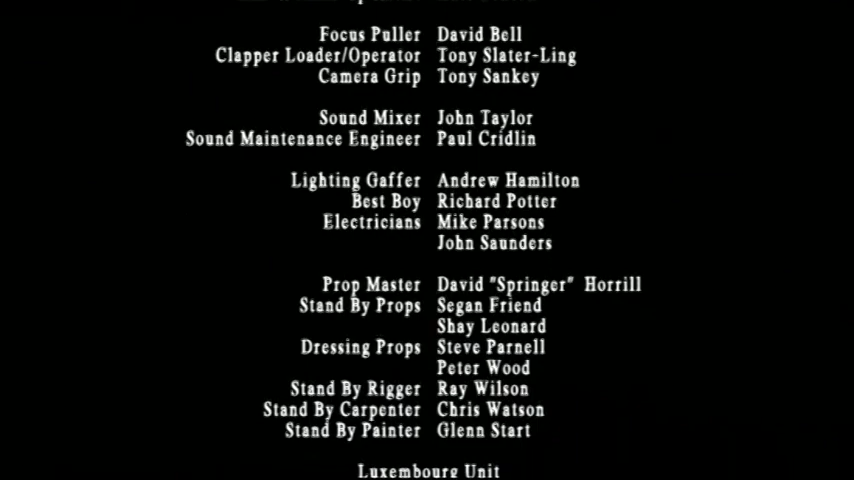 Focus Puller David Bell
Clapper Loader/Operator Tony Slater-Ling
Camera Grip Tony Sankey
Sound Mixer John Taylor
Sound Maintenance Engineer Paul Cridlin
Lighting Gaffer Andrew Hamilton
Best Boy Richard Potter
Electricians Mike Parsons
John Saunders
Prop Master David "Springer" Horrill
Stand By Props Segan Friend
Shay Leonard
Dressing Props Steve Parnell
Peter Wood
Stand By Rigger Ray Wilson
Stand By Carpenter Chris Watson
Stand By Painter Glenn Start
Luxembourg Unit